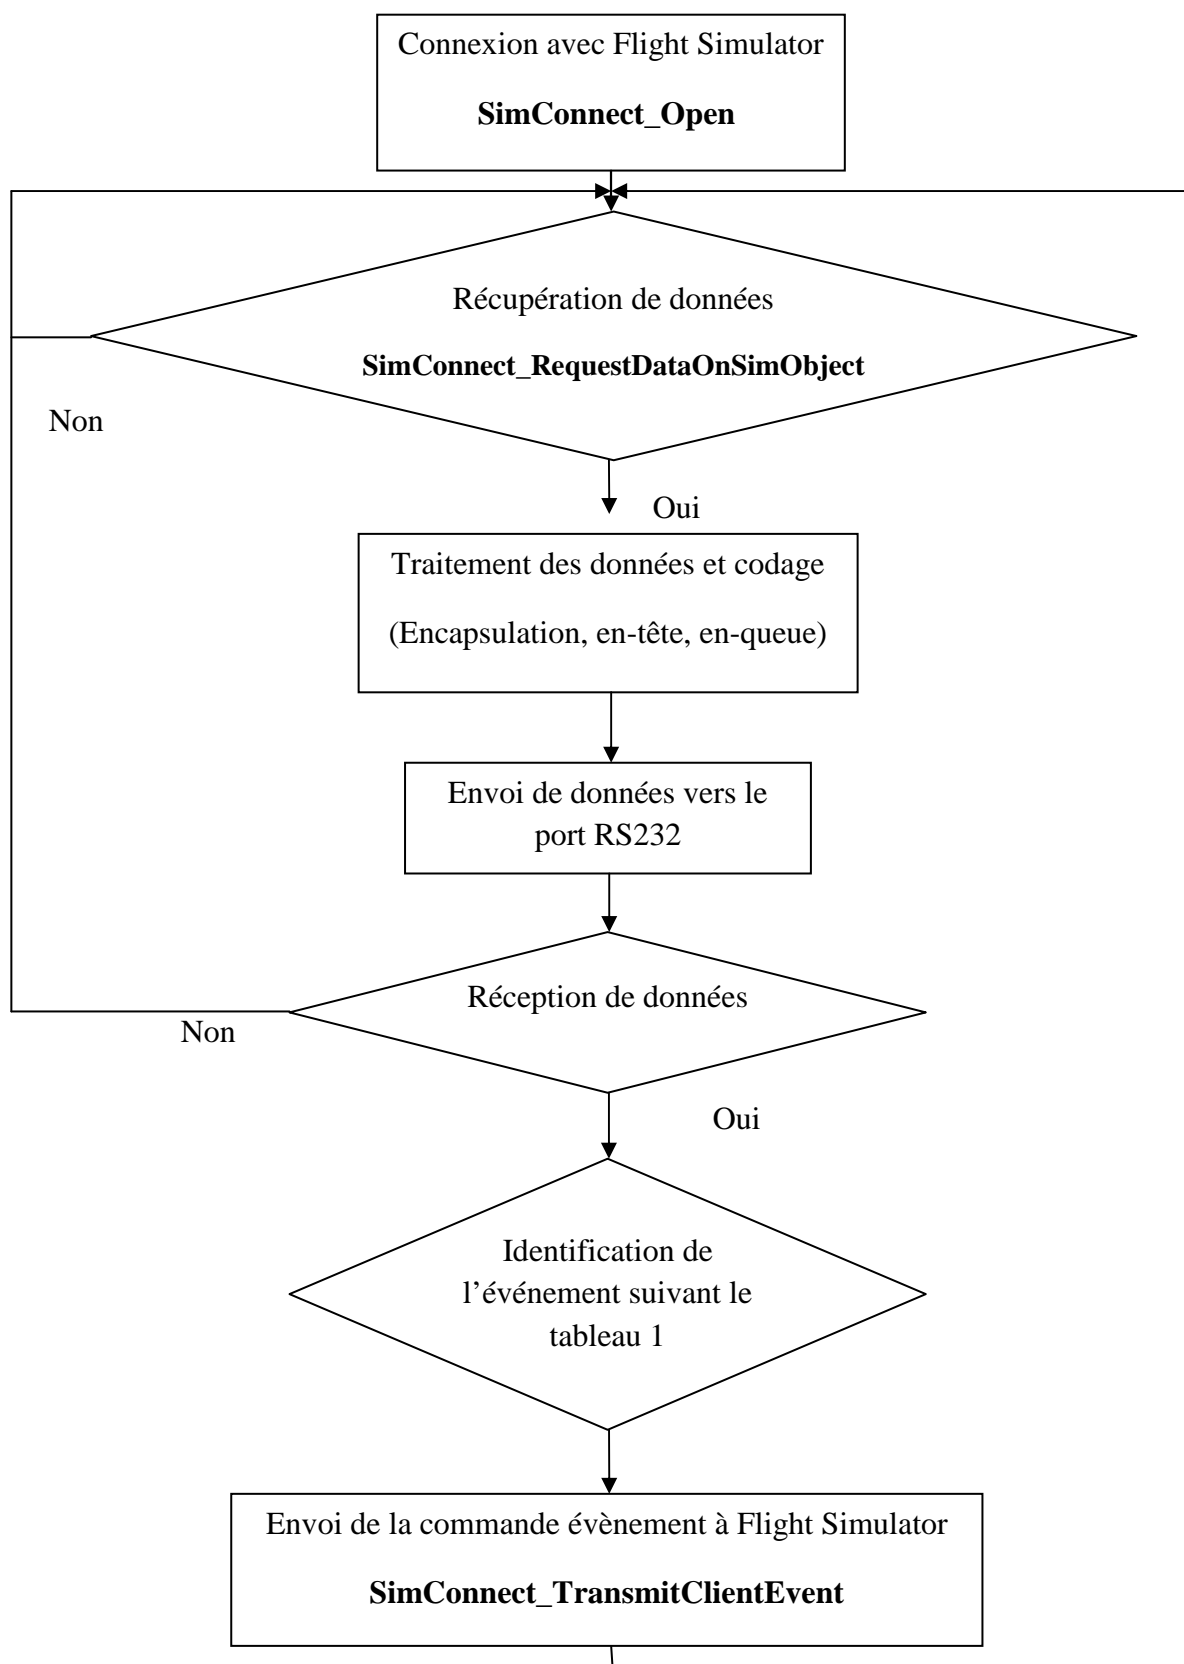 Connexion avec Flight Simulator
SimConnect_Open
Récupération de données
SimConnect_RequestDataOnSimObject
Non
Oui
Traitement des données et codage
(Encapsulation, en-tête, en-queue)
Envoi de données vers le
port RS232
Réception de données
Non
Oui
Identification de
l’événement suivant le
tableau 1
Envoi de la commande évènement à Flight Simulator
SimConnect_TransmitClientEvent